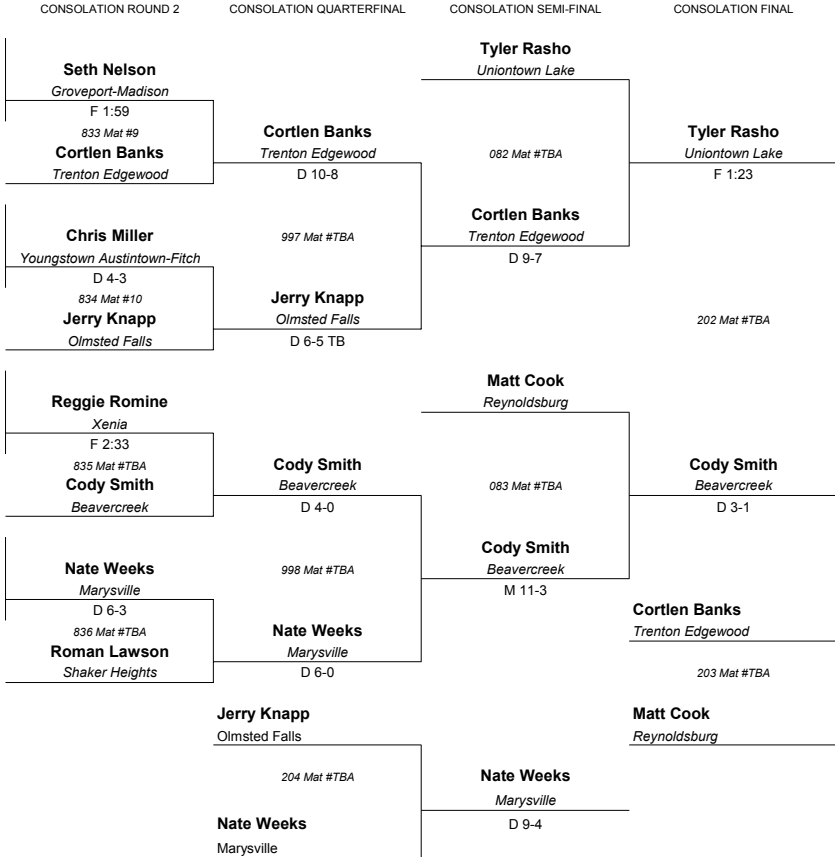 CONSOLATION ROUND 2
CONSOLATION QUARTERFINAL
CONSOLATION SEMI-FINAL
CONSOLATION FINAL
Seth Nelson
Groveport-Madison
F 1:59
833 Mat #9
Cortlen Banks
Trenton Edgewood
Chris Miller
Youngstown Austintown-Fitch
D 4-3
834 Mat #10
Jerry Knapp
Olmsted Falls
Reggie Romine
Xenia
F 2:33
835 Mat #TBA
Cody Smith
Beavercreek
Nate Weeks
Marysville
D 6-3
836 Mat #TBA
Roman Lawson
Shaker Heights
Cortlen Banks
Trenton Edgewood
D 10-8
997 Mat #TBA
Jerry Knapp
Olmsted Falls
D 6-5 TB
Cody Smith
Beavercreek
D 4-0
998 Mat #TBA
Nate Weeks
Marysville
D 6-0
Jerry Knapp
Olmsted Falls
204 Mat #TBA
Nate Weeks
Marysville
Tyler Rasho
Uniontown Lake
082 Mat #TBA
Cortlen Banks
Trenton Edgewood
D 9-7
Matt Cook
Reynoldsburg
083 Mat #TBA
Cody Smith
Beavercreek
M 11-3
Nate Weeks
Marysville
D 9-4
Tyler Rasho
Uniontown Lake
F 1:23
202 Mat #TBA
Cody Smith
Beavercreek
D 3-1
Cortlen Banks
Trenton Edgewood
203 Mat #TBA
Matt Cook
Reynoldsburg